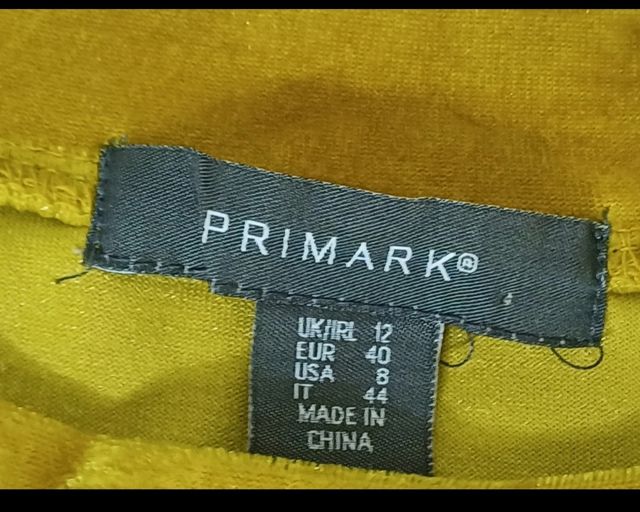 PRIMARK®
UK/IRL 12
EUR 40
USA 8
IT 44
MADE IN
CHINA